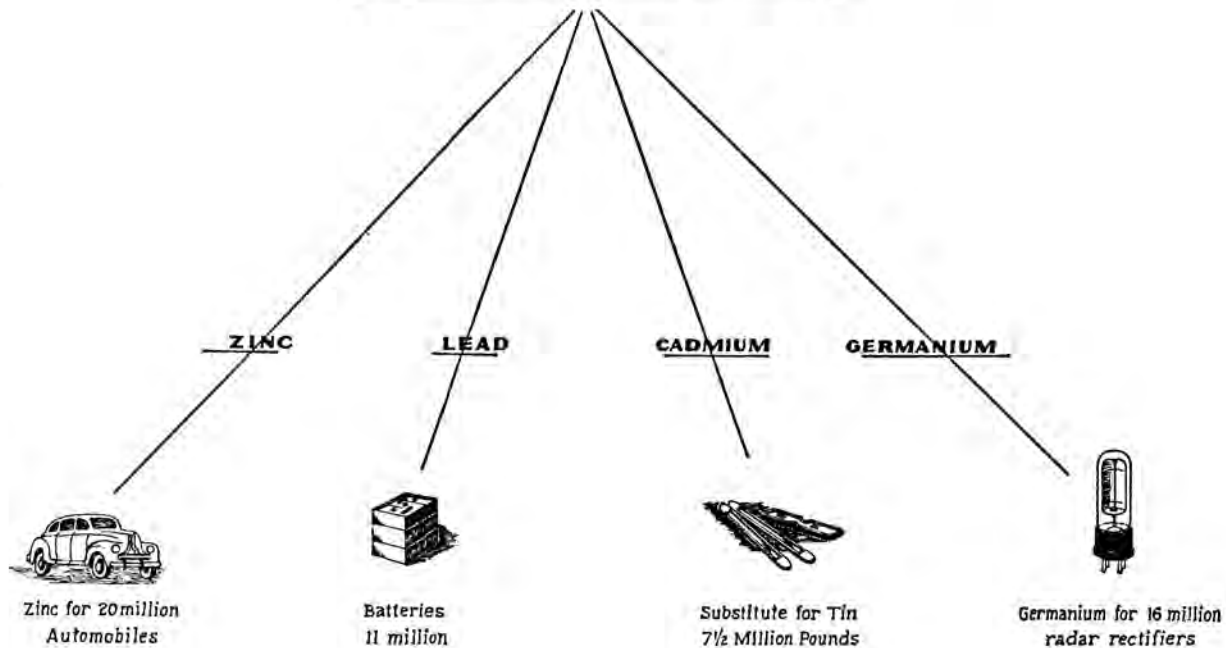 ZINC
LEAD
CADMIUM
GERMANIUM
Zinc for 20 million
Automobiles
Batteries
11 million
Substitute for Tin
7½ Million Pounds
Germanium for 16 million
radar rectifiers